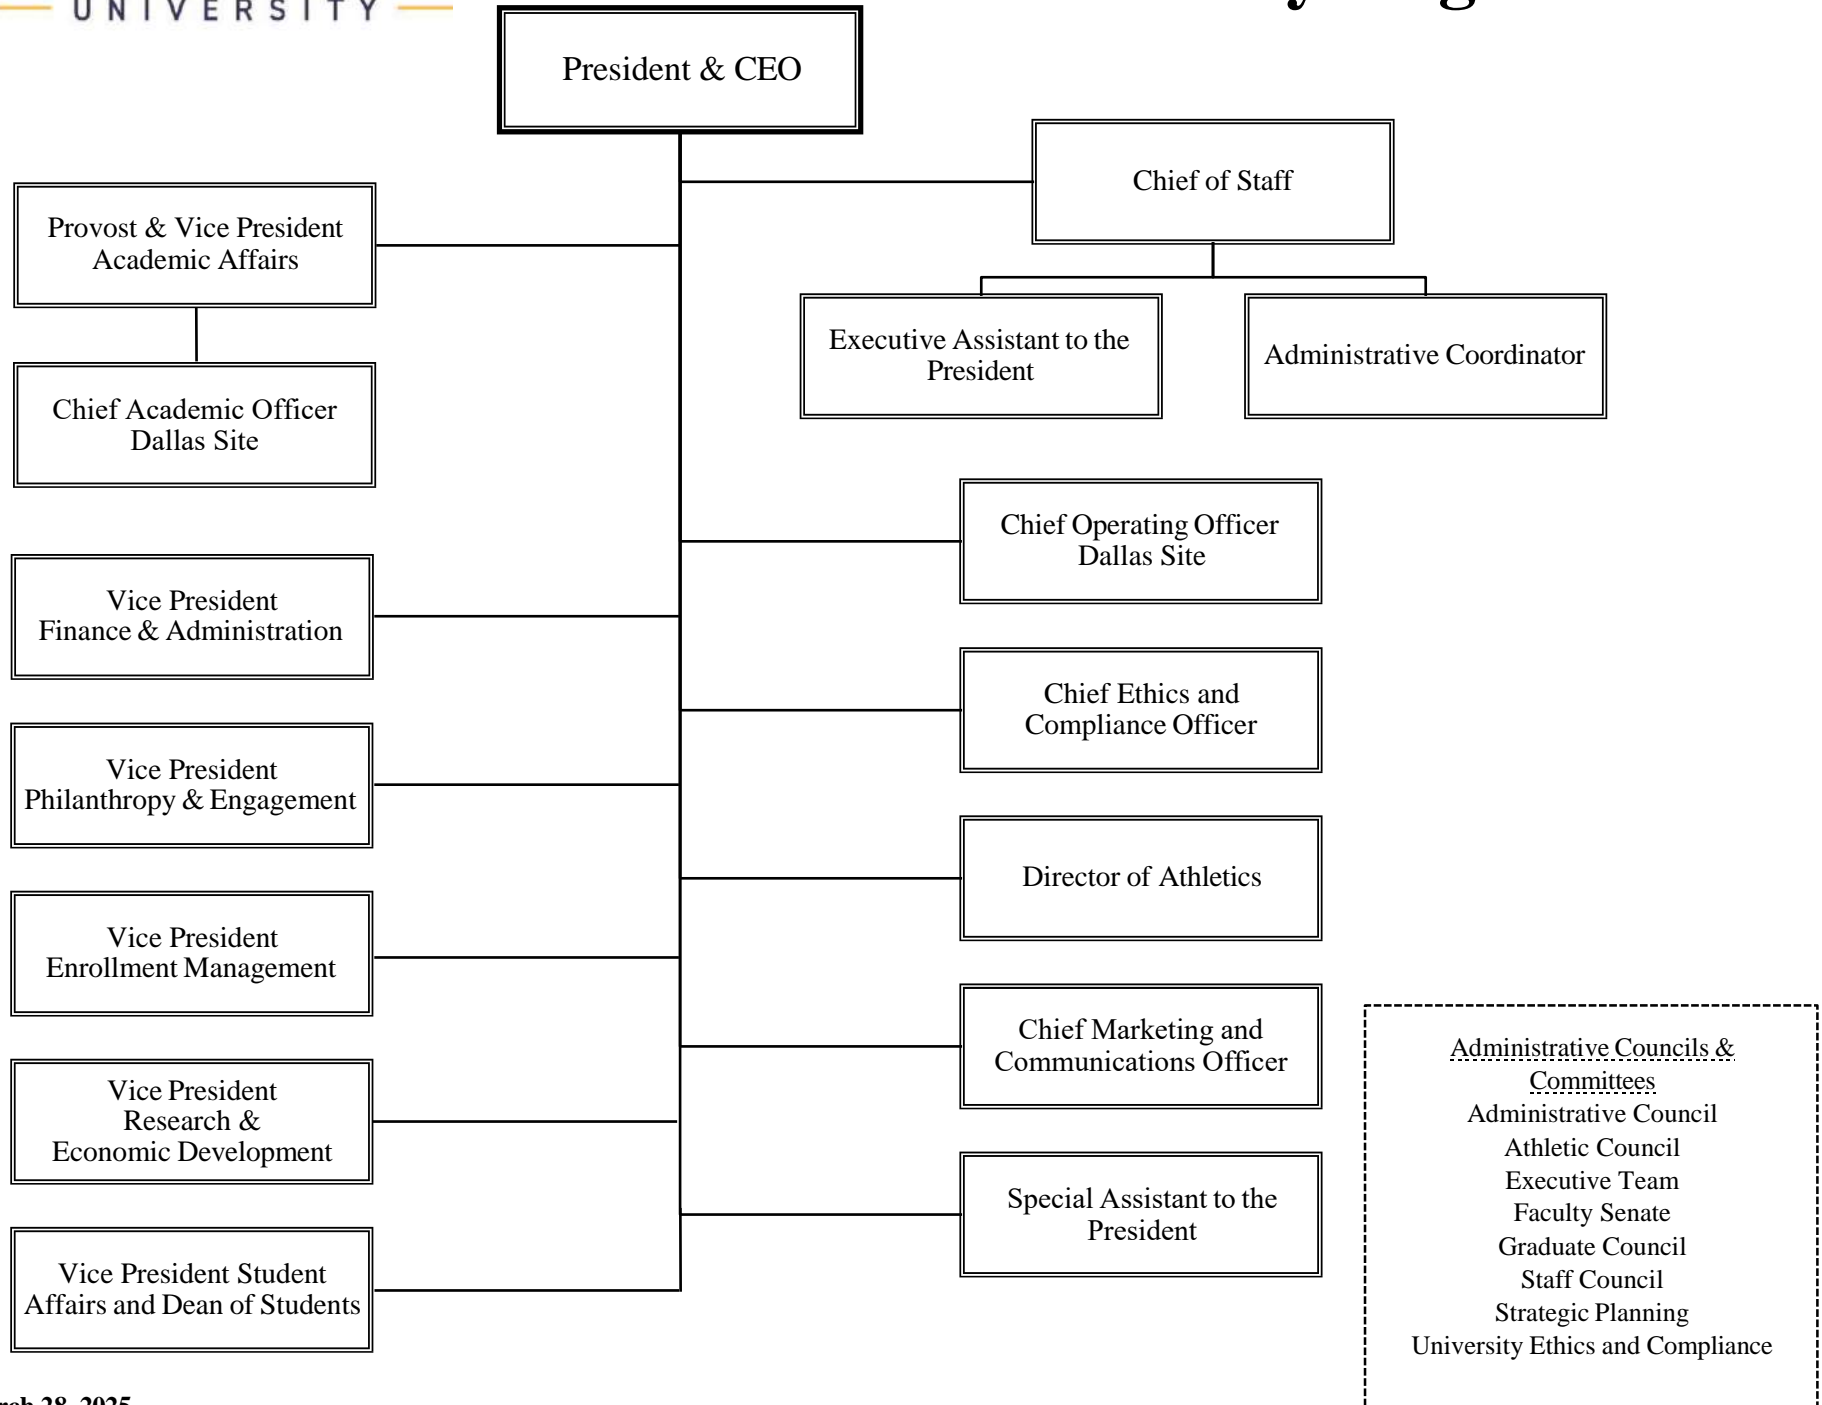 UNIVERSITY
President & CEO
Chief of Staff
Provost & Vice President
Academic Affairs
Executive Assistant to the
President
Administrative Coordinator
Chief Academic Officer
Dallas Site
Chief Operating Officer
Dallas Site
Vice President
Finance & Administration
Chief Ethics and
Compliance Officer
Vice President
Philanthropy & Engagement
Director of Athletics
Vice President
Enrollment Management
Chief Marketing and
Communications Officer
Vice President
Research &
Economic Development
Special Assistant to the
President
Vice President Student
Affairs and Dean of Students
Administrative Councils &
Committees
Administrative Council
Athletic Council
Executive Team
Faculty Senate
Graduate Council
Staff Council
Strategic Planning
University Ethics and Compliance
28, 2025